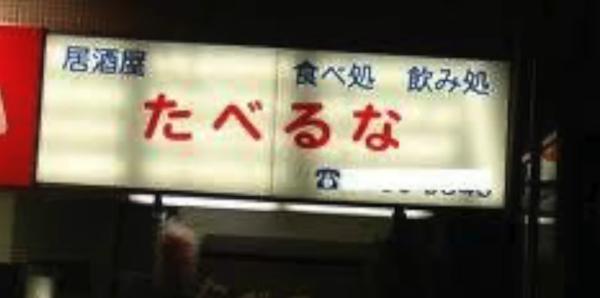 居酒屋 食べ処 飲み処
たべるな
☎